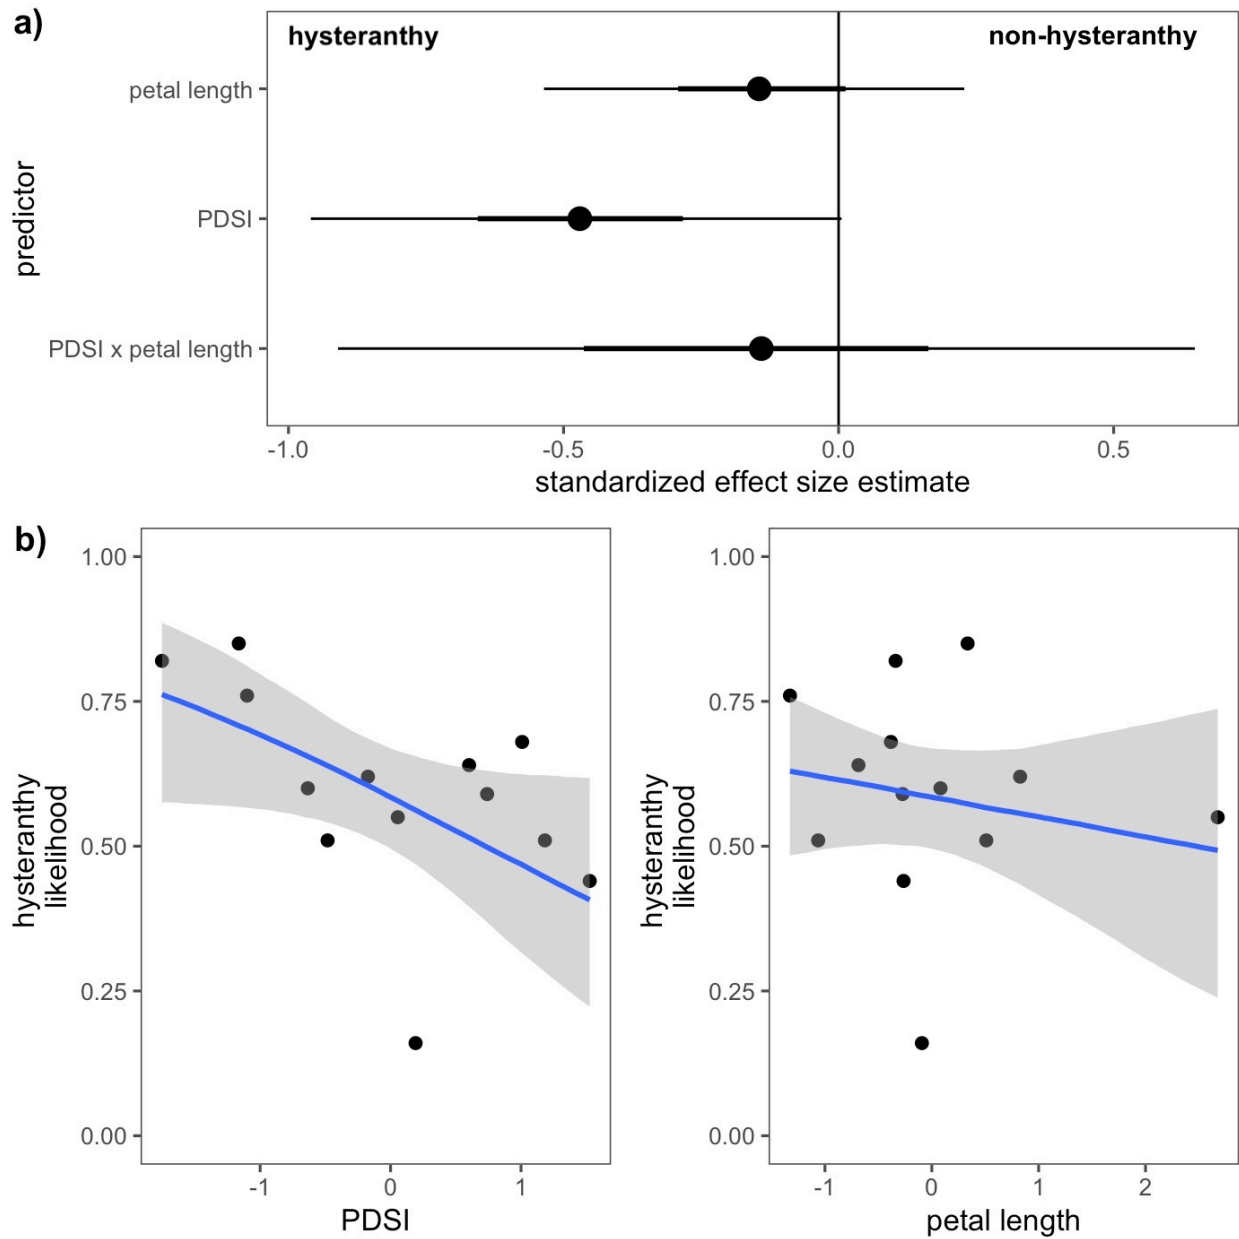 a)
hysteranthy
non-hysteranthy
petal length
PDSI
PDSI x petal length
predictor
-1.0
-0.5
0.0
0.5
standardized effect size estimate
b)
1.00
0.75
0.50
0.25
0.00
hysteranthy
likelihood
-1
0
1
PDSI
1.00
0.75
0.50
0.25
0.00
hysteranthy
likelihood
-1
0
1
2
petal length